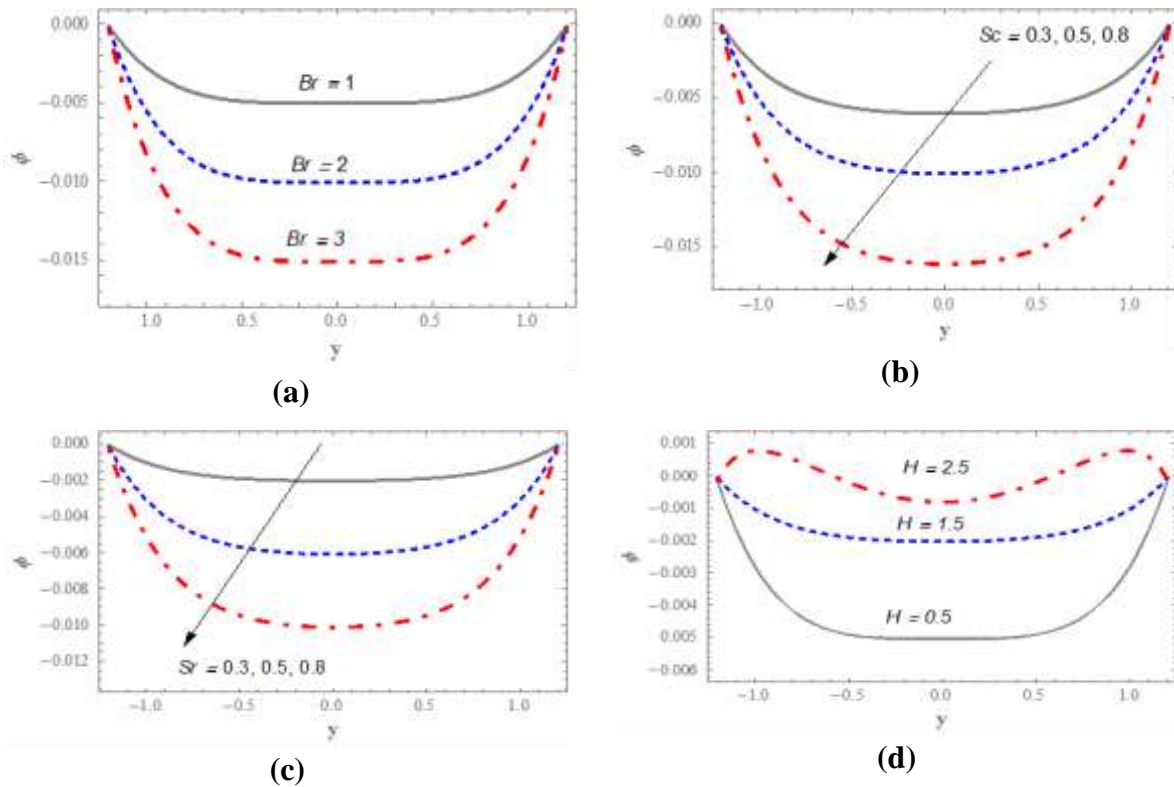 0.000
-0.005
-0.010
-0.015
ϕ
Br = 1
Br = 2
Br = 3
1.0 0.5 0.0 0.5 1.0
y
(a)
0.000
-0.005
-0.010
-0.015
ϕ
Sc = 0.3, 0.5, 0.8
-1.0 -0.5 0.0 0.5 1.0
y
(b)
0.000
-0.002
-0.004
-0.006
-0.008
-0.010
-0.012
ϕ
Sr = 0.3, 0.5, 0.8
-1.0 -0.5 0.0 0.5 1.0
y
(c)
0.001
0.000
-0.001
-0.002
-0.003
-0.004
-0.005
-0.006
ϕ
H = 2.5
H = 1.5
H = 0.5
-1.0 -0.5 0.0 0.5 1.0
y
(d)